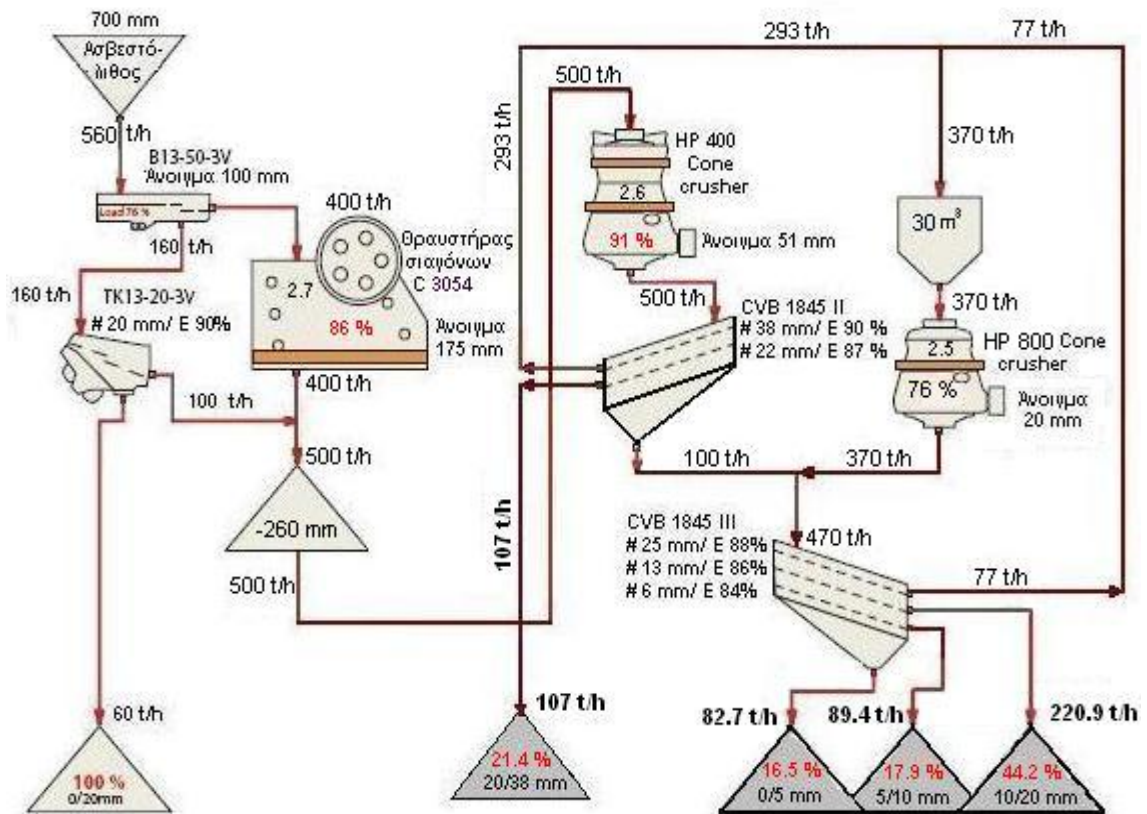 700 mm
Ἀσβεστό-
λιθος
560 t/h
B13-50-3V
Ἄνοιγμα 100 mm
Load 76 %
160 t/h
160 t/h
TK13-20-3V
# 20 mm/ E 90%
400 t/h
Θραυστήρας
σιαγόνων
C 3054
2.7
86 %
Ἄνοιγμα
175 mm
400 t/h
100 t/h
500 t/h
-260 mm
500 t/h
60 t/h
100 %
0/20mm
293 t/h
77 t/h
500 t/h
293 t/h
HP 400
Cone
crusher
2.6
91 %
Ἄνοιγμα 51 mm
500 t/h
CVB 1845 II
# 38 mm/ E 90 %
# 22 mm/ E 87 %
370 t/h
30 m³
370 t/h
2.5
HP 800 Cone
crusher
76 %
Ἄνοιγμα
20 mm
100 t/h
370 t/h
107 t/h
CVB 1845 III
# 25 mm/ E 88%
# 13 mm/ E 86%
# 6 mm/ E 84%
470 t/h
77 t/h
107 t/h
21.4 %
20/38 mm
82.7 t/h
89.4 t/h
220.9 t/h
16.5 %
0/5 mm
17.9 %
5/10 mm
44.2 %
10/20 mm